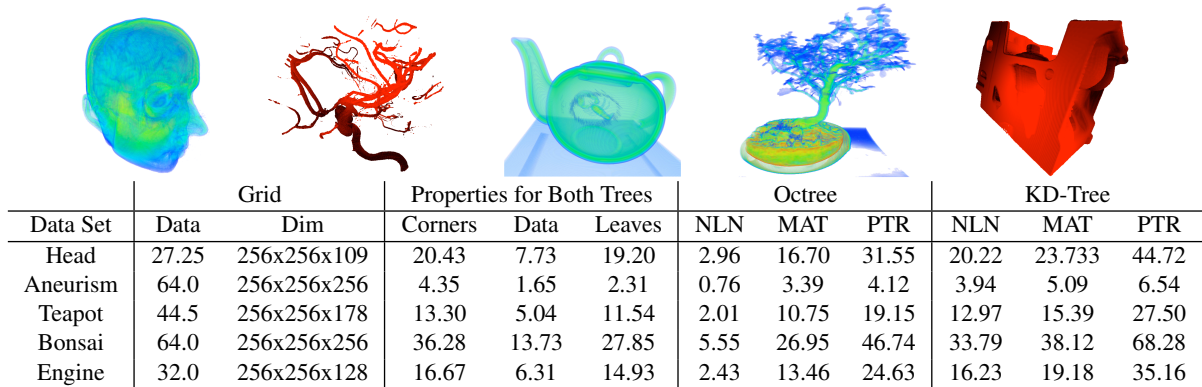 Grid Properties for Both Trees Octree KD-Tree
Data Set Data Dim Corners Data Leaves NLN MAT PTR NLN MAT PTR
Head 27.25 256x256x109 20.43 7.73 19.20 2.96 16.70 31.55 20.22 23.733 44.72
Aneurism 64.0 256x256x256 4.35 1.65 2.31 0.76 3.39 4.12 3.94 5.09 6.54
Teapot 44.5 256x256x178 13.30 5.04 11.54 2.01 10.75 19.15 12.97 15.39 27.50
Bonsai 64.0 256x256x256 36.28 13.73 27.85 5.55 26.95 46.74 33.79 38.12 68.28
Engine 32.0 256x256x128 16.67 6.31 14.93 2.43 13.46 24.63 16.23 19.18 35.16